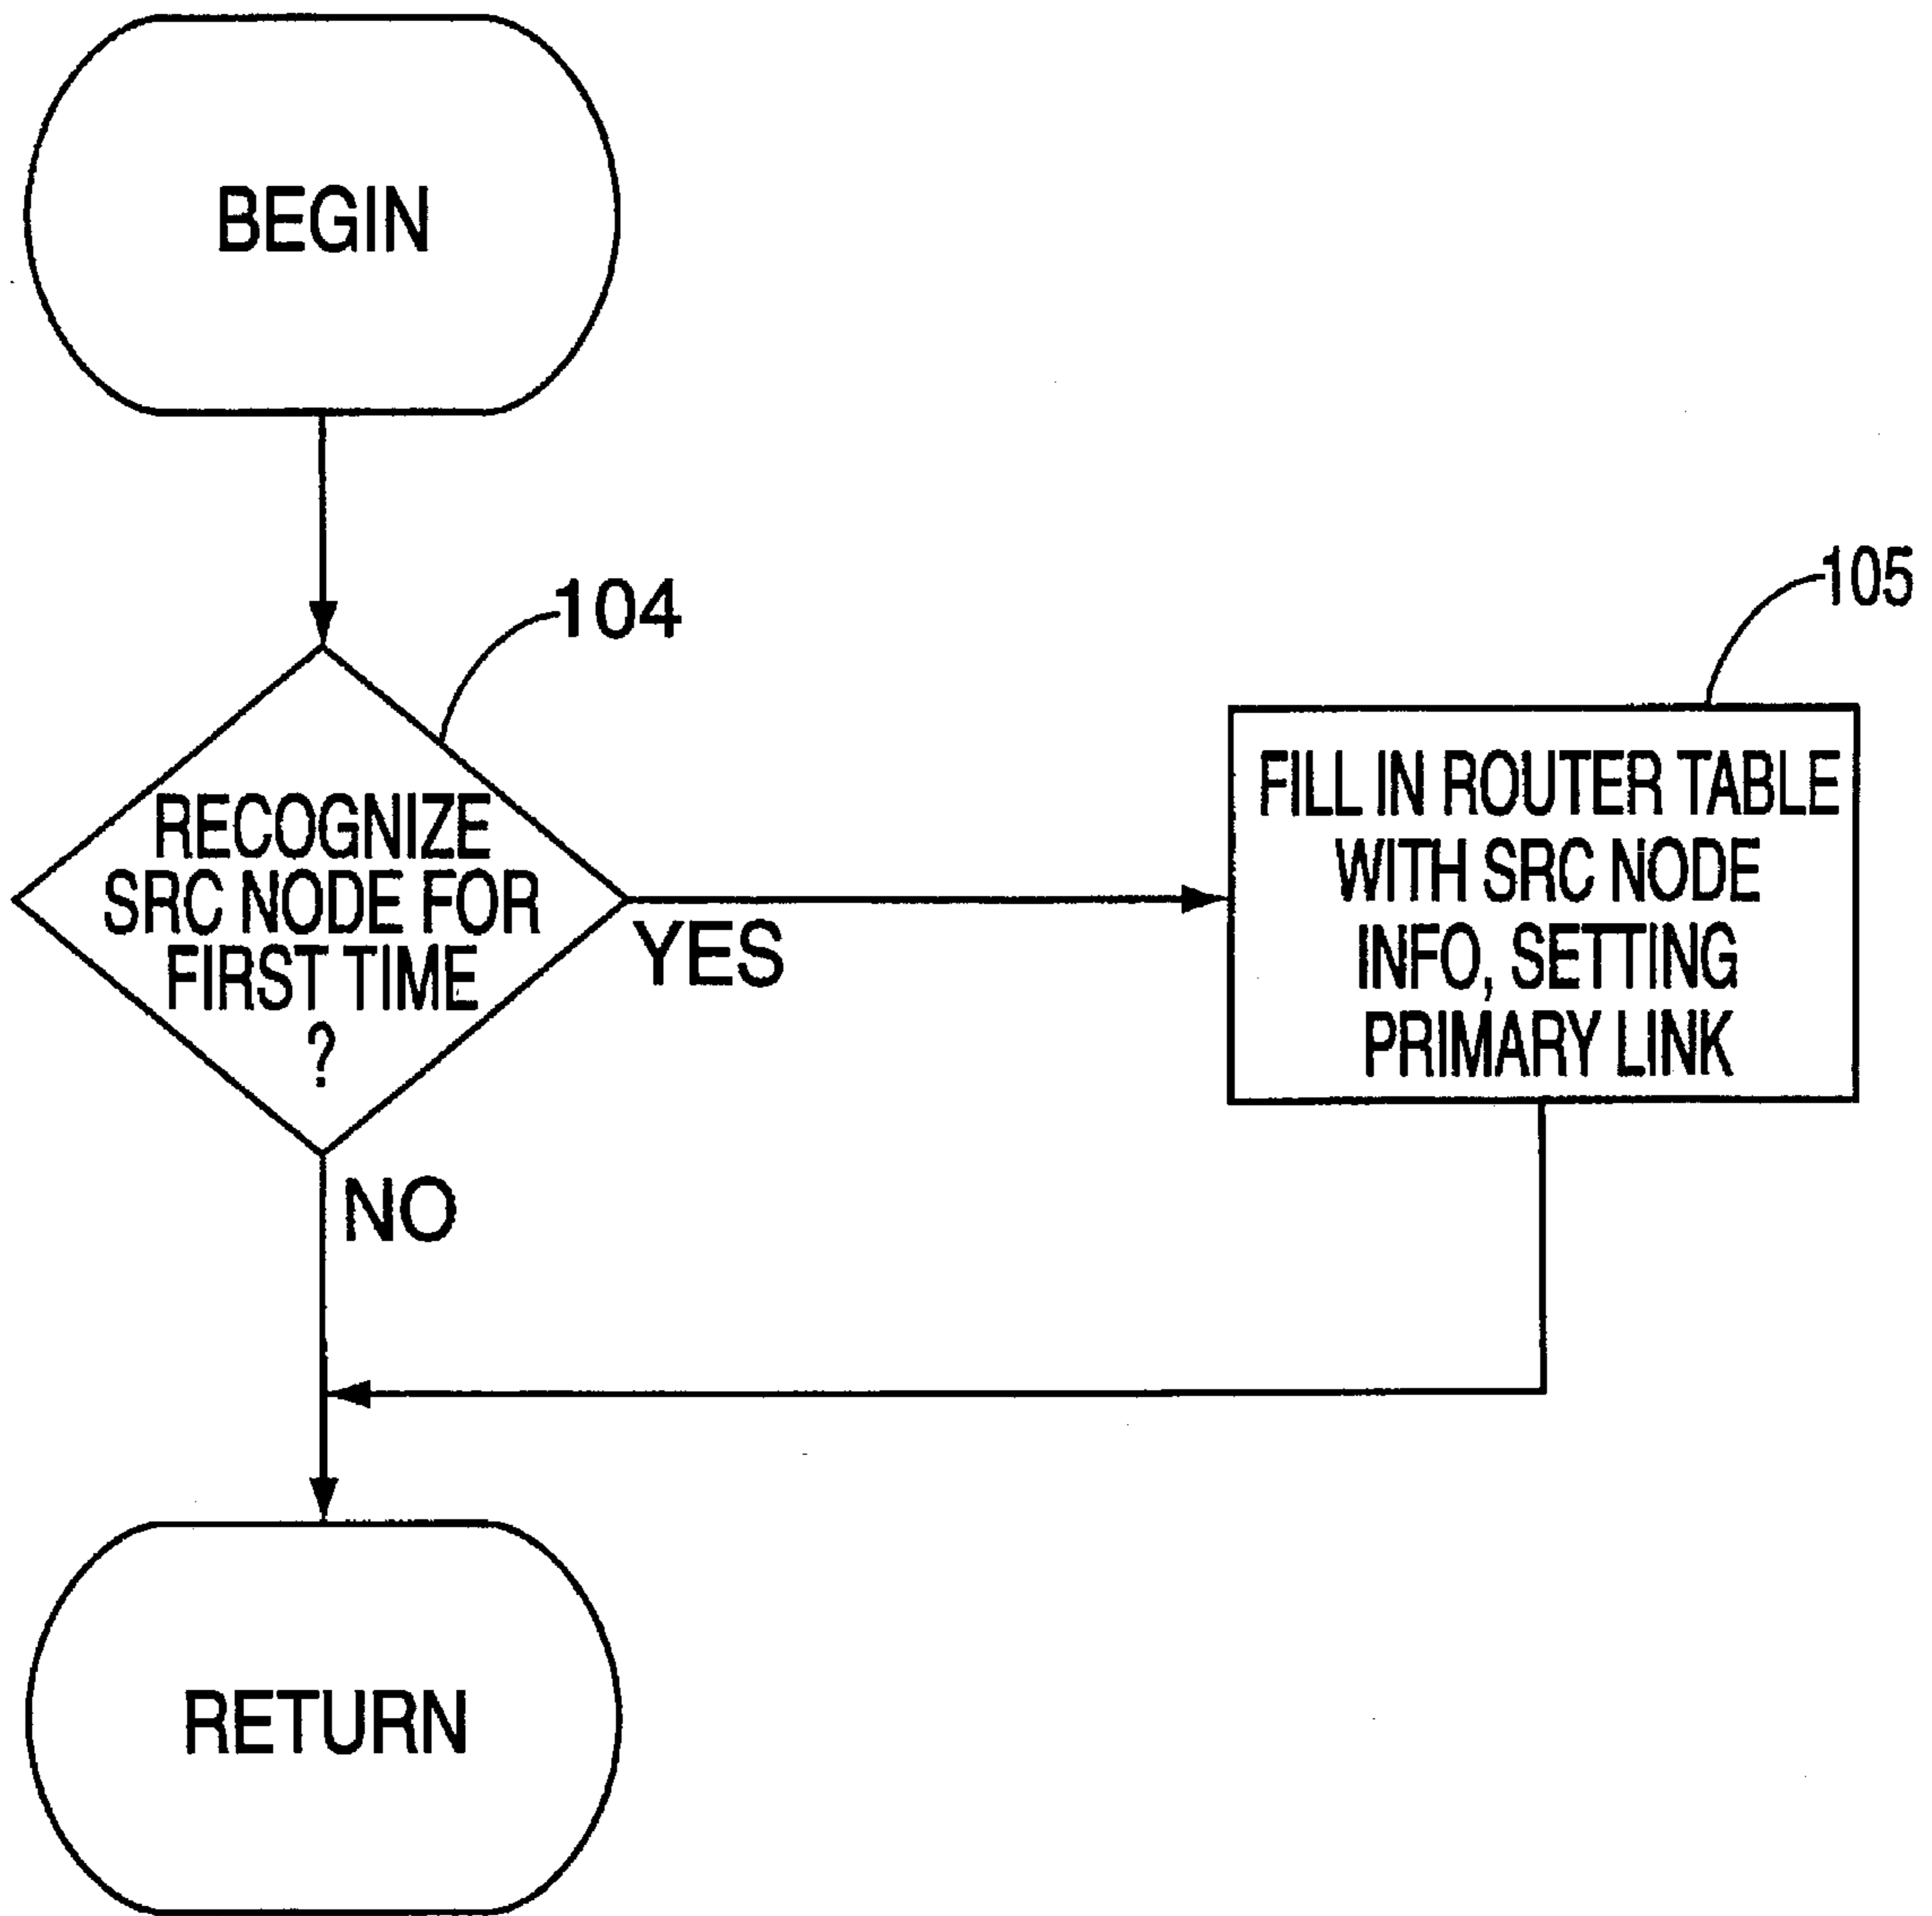 BEGIN
104
RECOGNIZE
SRC NODE FOR
FIRST TIME
?
YES
NO
105
FILL IN ROUTER TABLE
WITH SRC NODE
INFO, SETTING
PRIMARY LINK
RETURN